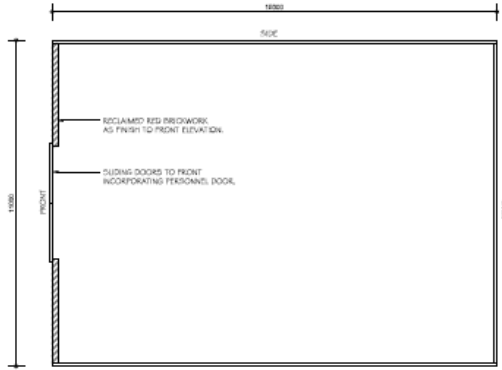 SIDE
RECLAIMED RED BRICKWORK
AS FINISH TO FRONT ELEVATION.
SLIDING DOORS TO FRONT
INCORPORATING PERSONNEL DOOR.
FRONT